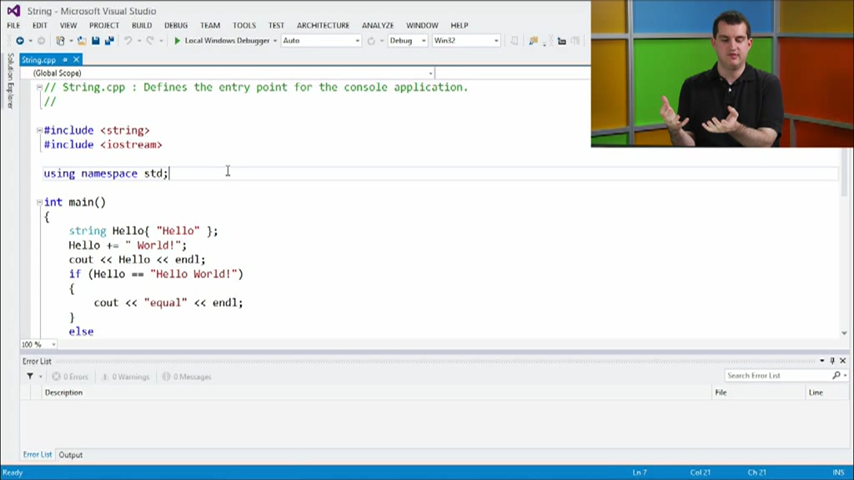 String - Microsoft Visual Studio
FILE EDIT VIEW PROJECT BUILD DEBUG TEAM TOOLS TEST ARCHITECTURE ANALYZE WINDOW HELP
Local Windows Debugger Auto Debug Win32
Solution Explorer
String.cpp
(Global Scope)
// String.cpp : Defines the entry point for the console application.
//
#include <string>
#include <iostream>
using namespace std;
int main()
{
string Hello{ "Hello" };
Hello += " World!";
cout << Hello << endl;
if (Hello == "Hello World!")
{
cout << "equal" << endl;
}
else
100 %
Error List
0 Errors 0 Warnings 0 Messages Search Error List
Description File Line
Error List Output
Ready Ln 7 Col 21 Ch 21 INS